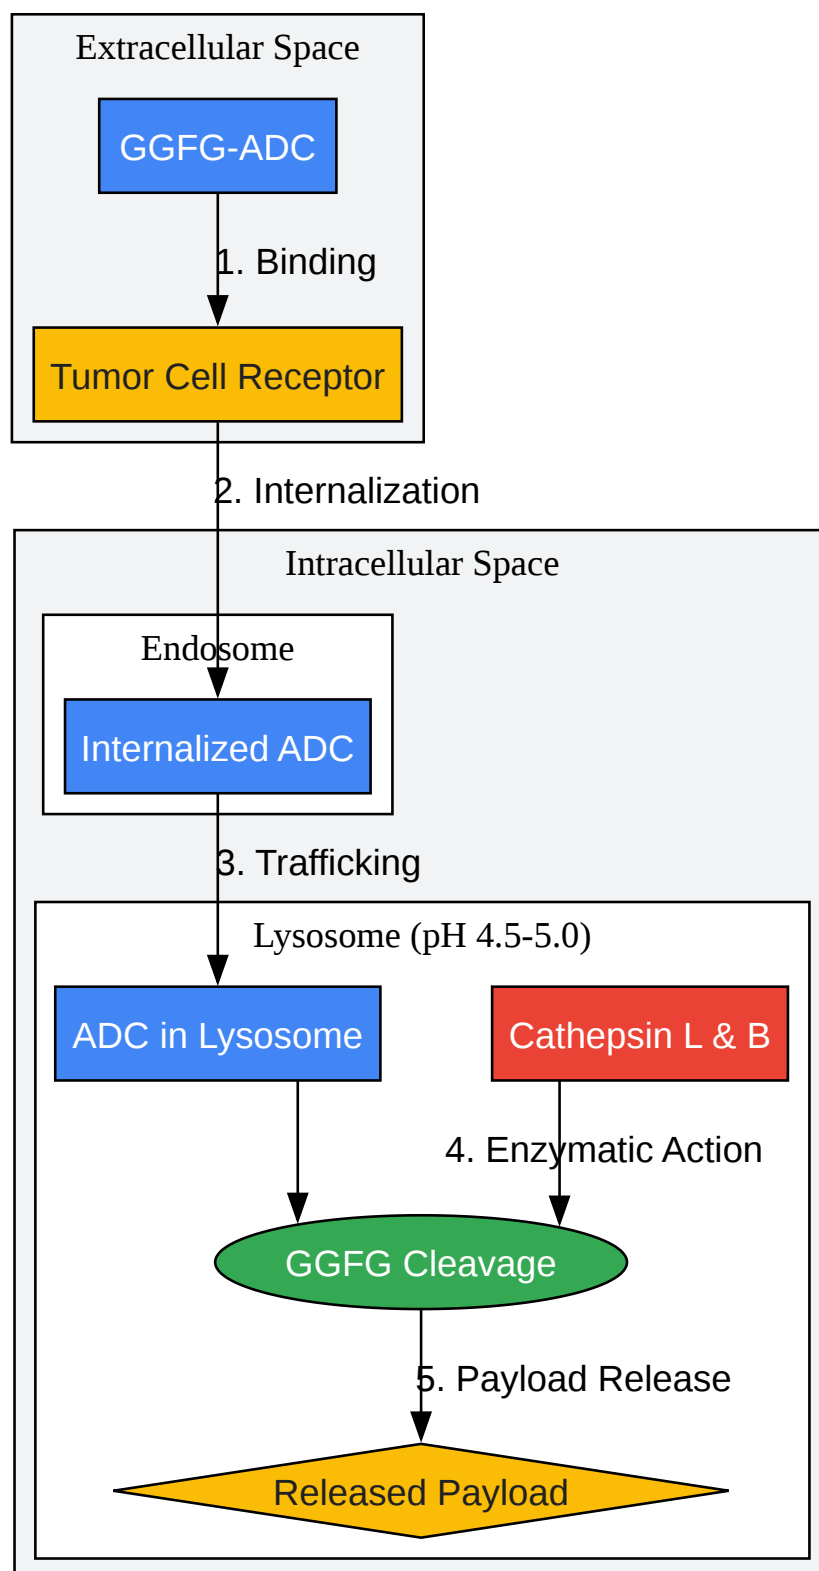 Extracellular Space
GGFG-ADC
1. Binding
Tumor Cell Receptor
2. Internalization
Intracellular Space
Endosome
Internalized ADC
3. Trafficking
Lysosome (pH 4.5-5.0)
ADC in Lysosome
Cathepsin L & B
4. Enzymatic Action
GGFG Cleavage
5. Payload Release
Released Payload